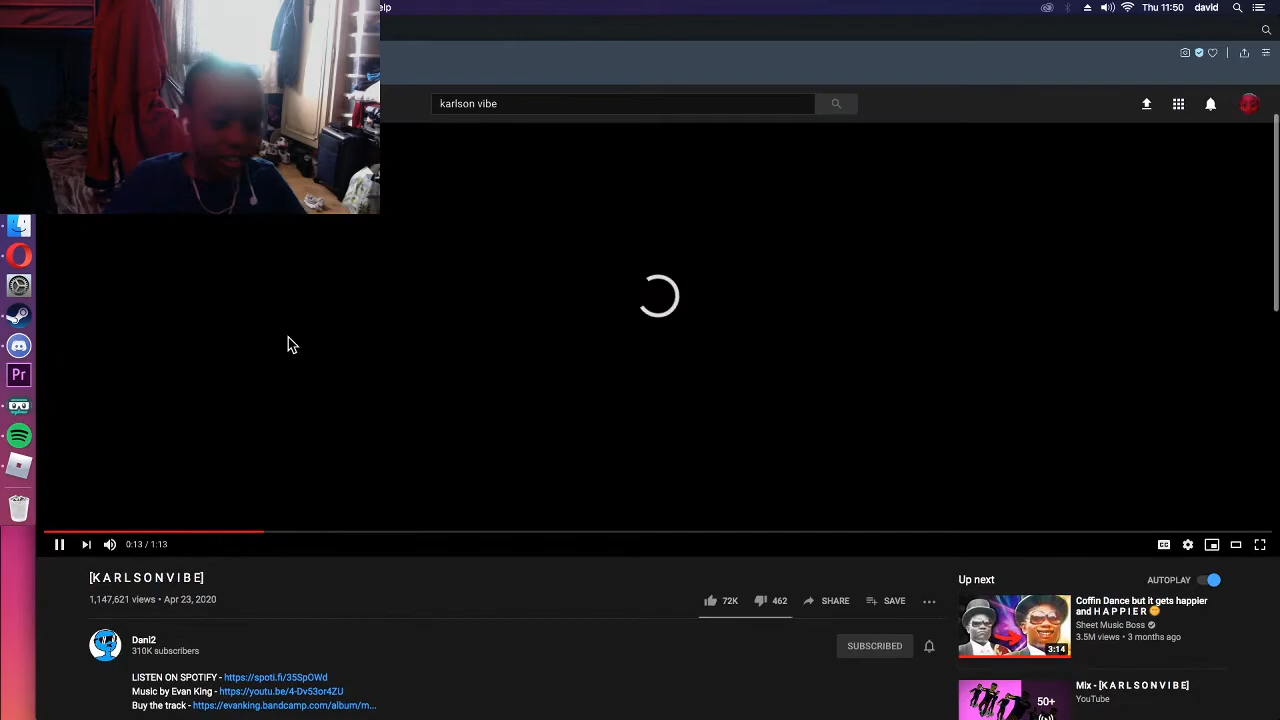 elp
Thu 11:50 david
karlson vibe
Pr
0:13 / 1:13
CC
[K A R L S O N V I B E]
1,147,621 views • Apr 23, 2020
72K 462 SHARE SAVE
Dani2
310K subscribers
SUBSCRIBED
LISTEN ON SPOTIFY - https://spoti.fi/35SpOWd
Music by Evan King - https://youtu.be/4-Dv53or4ZU
Buy the track - https://evanking.bandcamp.com/album/m...
Up next
AUTOPLAY
Coffin Dance but it gets happier
and H A P P I E R
Sheet Music Boss
3.5M views • 3 months ago
3:14
Mix - [K A R L S O N V I B E]
YouTube
50+